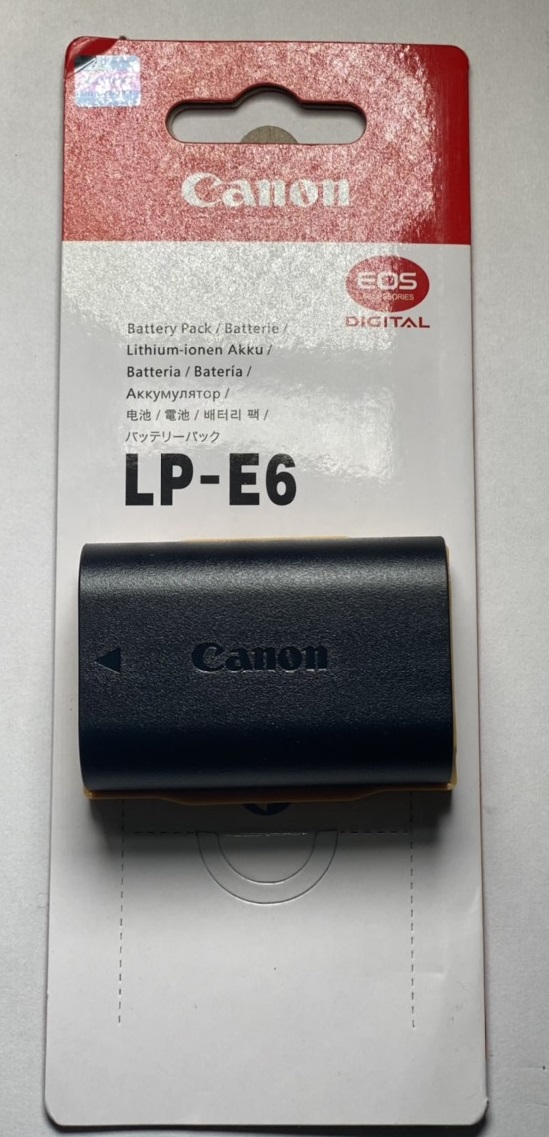 Canon
EOS
ACCESSORIES
DIGITAL
Battery Pack / Batterie /
Lithium-ionen Akku /
Batteria / Batería /
Аккумулятор /
电池 / 電池 / 배터리 팩 /
バッテリーパック
LP-E6
Canon